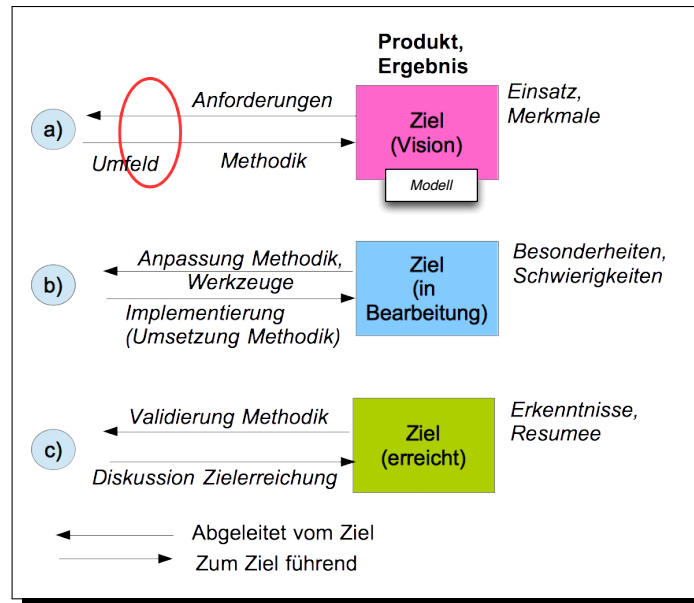 Produkt,
Ergebnis
a)
Anforderungen
Umfeld
Methodik
Ziel
(Vision)
Modell
Einsatz,
Merkmale
b)
Anpassung Methodik,
Werkzeuge
Implementierung
(Umsetzung Methodik)
Ziel
(in
Bearbeitung)
Besonderheiten,
Schwierigkeiten
c)
Validierung Methodik
Diskussion Zielerreichung
Ziel
(erreicht)
Erkenntnisse,
Resumee
Abgeleitet vom Ziel
Zum Ziel führend